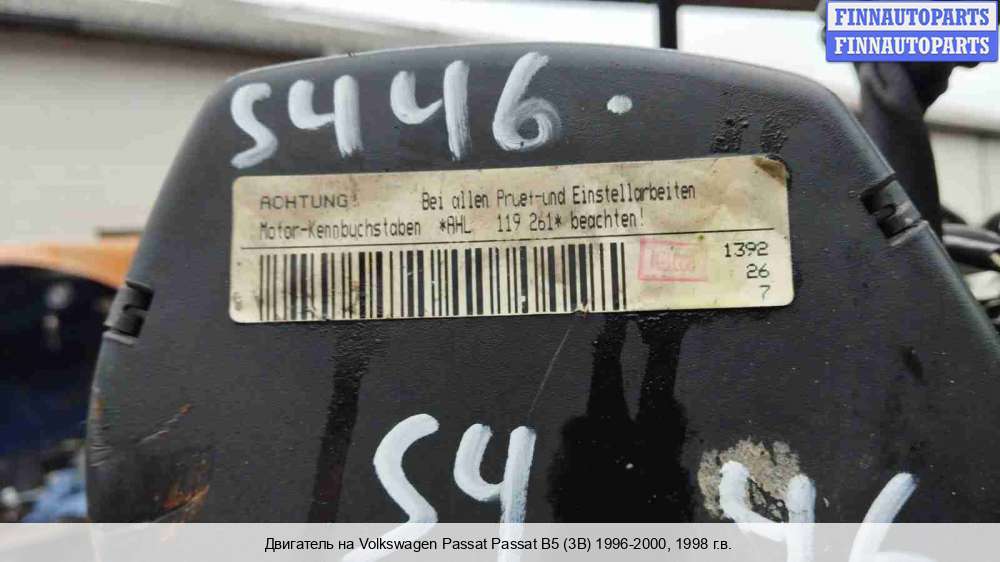 FINNAUTOPARTS
FINNAUTOPARTS
S446.
ACHTUNG! Bei allen Pruef-und Einstellarbeiten
Motor-Kennbuchstaben *AHL 119 261* beachten!
1392
26
7
S4 46
Двигатель на Volkswagen Passat Passat B5 (3B) 1996-2000, 1998 г.в.